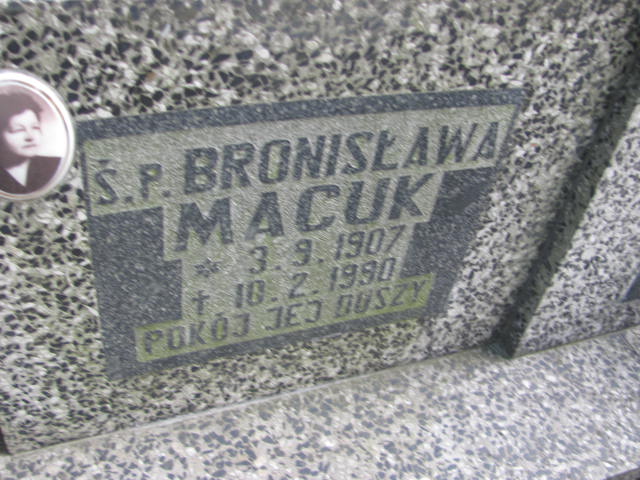 Ś.P. BRONISŁAWA
MACUK
* 3.9.1907
† 10.2.1990
POKÓJ JEJ DUSZY